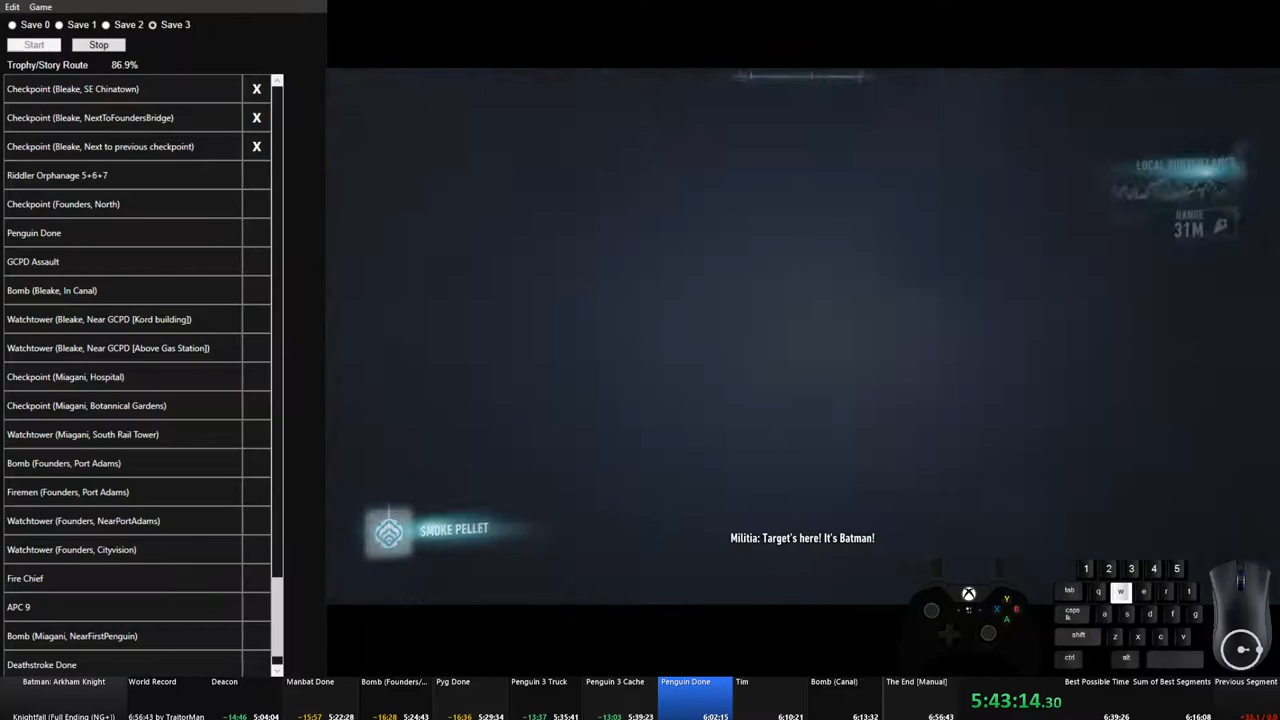 Edit Game
Save 0 Save 1 Save 2 Save 3
Start Stop
Trophy/Story Route 86.9%
Checkpoint (Bleake, SE Chinatown) X
Checkpoint (Bleake, NextToFoundersBridge) X
Checkpoint (Bleake, Next to previous checkpoint) X
Riddler Orphanage 5+6+7
Checkpoint (Founders, North)
Penguin Done
GCPD Assault
Bomb (Bleake, In Canal)
Watchtower (Bleake, Near GCPD [Kord building])
Watchtower (Bleake, Near GCPD [Above Gas Station])
Checkpoint (Miagani, Hospital)
Checkpoint (Miagani, Botannical Gardens)
Watchtower (Miagani, South Rail Tower)
Bomb (Founders, Port Adams)
Firemen (Founders, Port Adams)
Watchtower (Founders, NearPortAdams)
Watchtower (Founders, Cityvision)
Fire Chief
APC 9
Bomb (Miagani, NearFirstPenguin)
Deathstroke Done
LOCAL
RANGE
31M
SMOKE PELLET
Militia: Target's here! It's Batman!
Y
X B
A
1 2 3 4 5
tab q w e r t
caps lk a s d f g
shift z x c v
ctrl alt
Batman: Arkham Knight World Record Deacon Manbat Done Bomb (Founders/... Pyg Done Penguin 3 Truck Penguin 3 Cache Penguin Done Tim Bomb (Canal) The End [Manual] Best Possible Time Sum of Best Segments Previous Segment
5:43:14.30
Knightfall (Full Ending (NG+)) 6:56:43 by TraitorMan -14:46 5:04:04 -15:57 5:22:28 -16:28 5:24:43 -16:36 5:29:34 -13:37 5:35:41 -13:03 5:39:23 6:02:15 6:10:21 6:13:32 6:56:43 6:39:26 6:16:08 +33.1 / 0.0